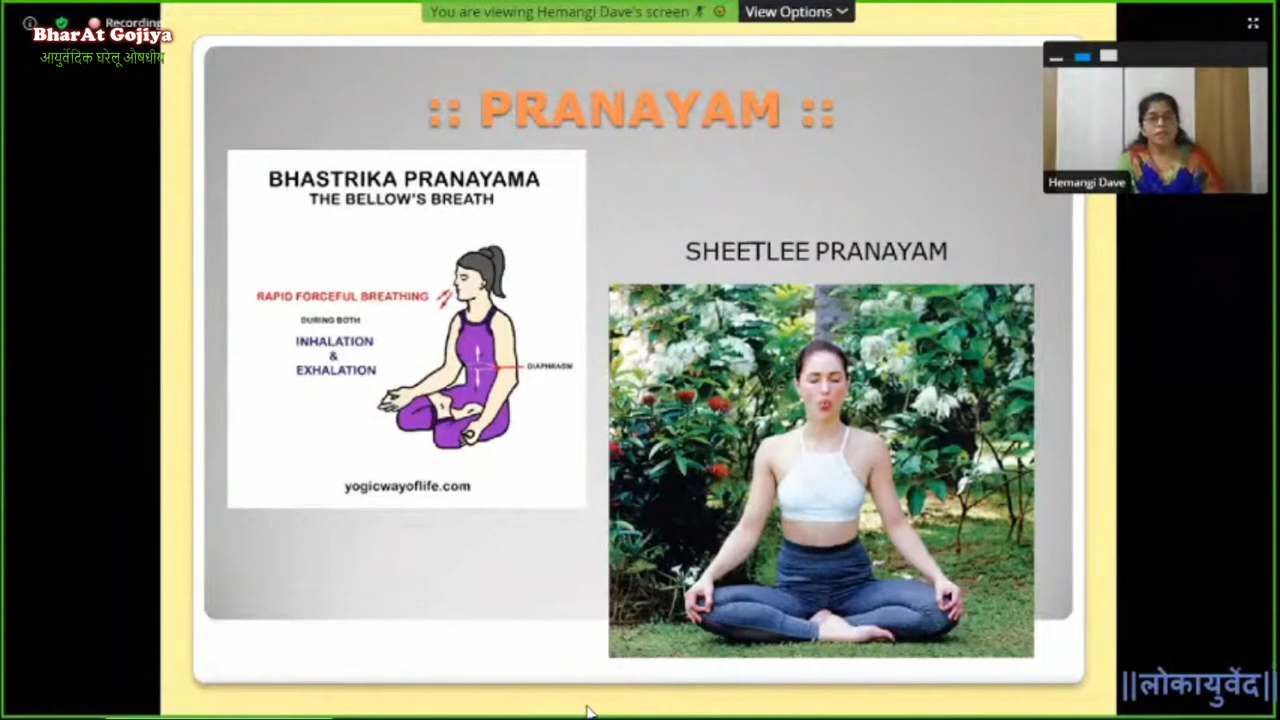 You are viewing Hemangi Dave's screen
View Options
Recording
BharAt Gojiya
आयुर्वेदिक घरेलू औषधीय
:: PRANAYAM ::
Hemangi Dave
BHASTRIKA PRANAYAMA
THE BELLOW'S BREATH
RAPID FORCEFUL BREATHING
DURING BOTH
INHALATION
&
EXHALATION
DIAPHRAGM
yogicwayoflife.com
SHEETLEE PRANAYAM
||लोकायुर्वेद||